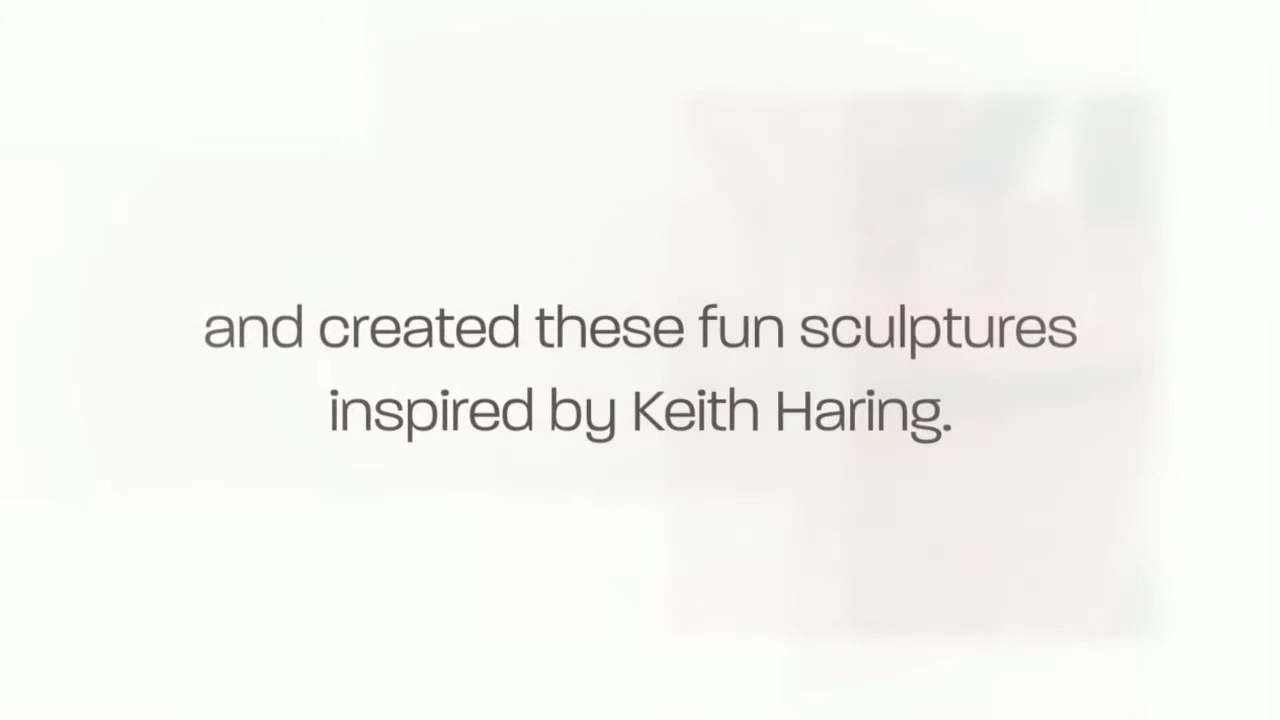 and created these fun sculptures
inspired by Keith Haring.